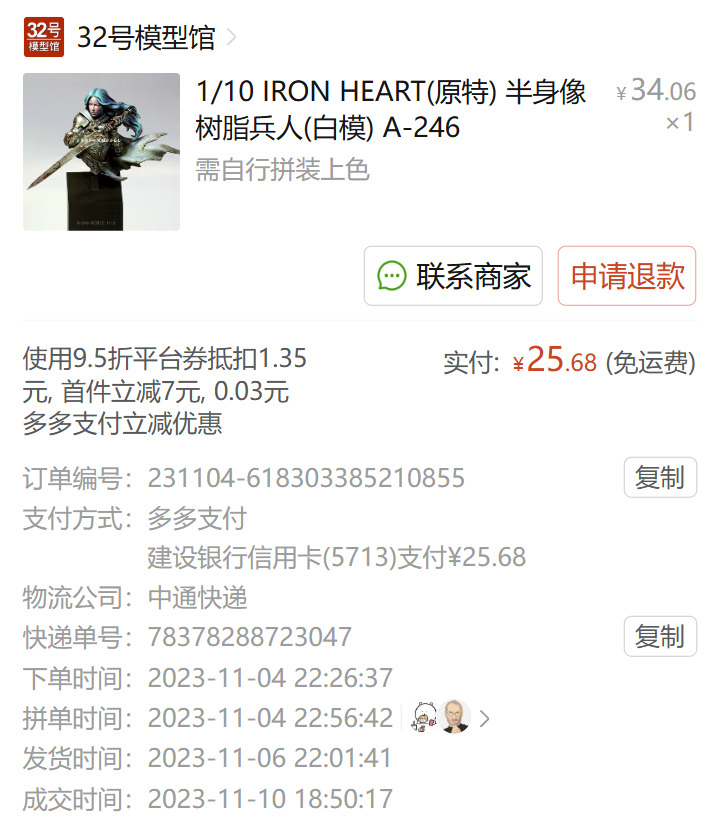 32号
模型馆
32号模型馆
1/10 IRON HEART(原特) 半身像
¥34.06
树脂兵人(白模) A-246
×1
需自行拼装上色
联系商家
申请退款
使用9.5折平台券抵扣1.35
元, 首件立减7元, 0.03元
多多支付立减优惠
实付: ¥25.68 (免运费)
订单编号: 231104-618303385210855
复制
支付方式: 多多支付
建设银行信用卡(5713)支付¥25.68
物流公司: 中通快递
快递单号: 78378288723047
复制
下单时间: 2023-11-04 22:26:37
拼单时间: 2023-11-04 22:56:42
发货时间: 2023-11-06 22:01:41
成交时间: 2023-11-10 18:50:17